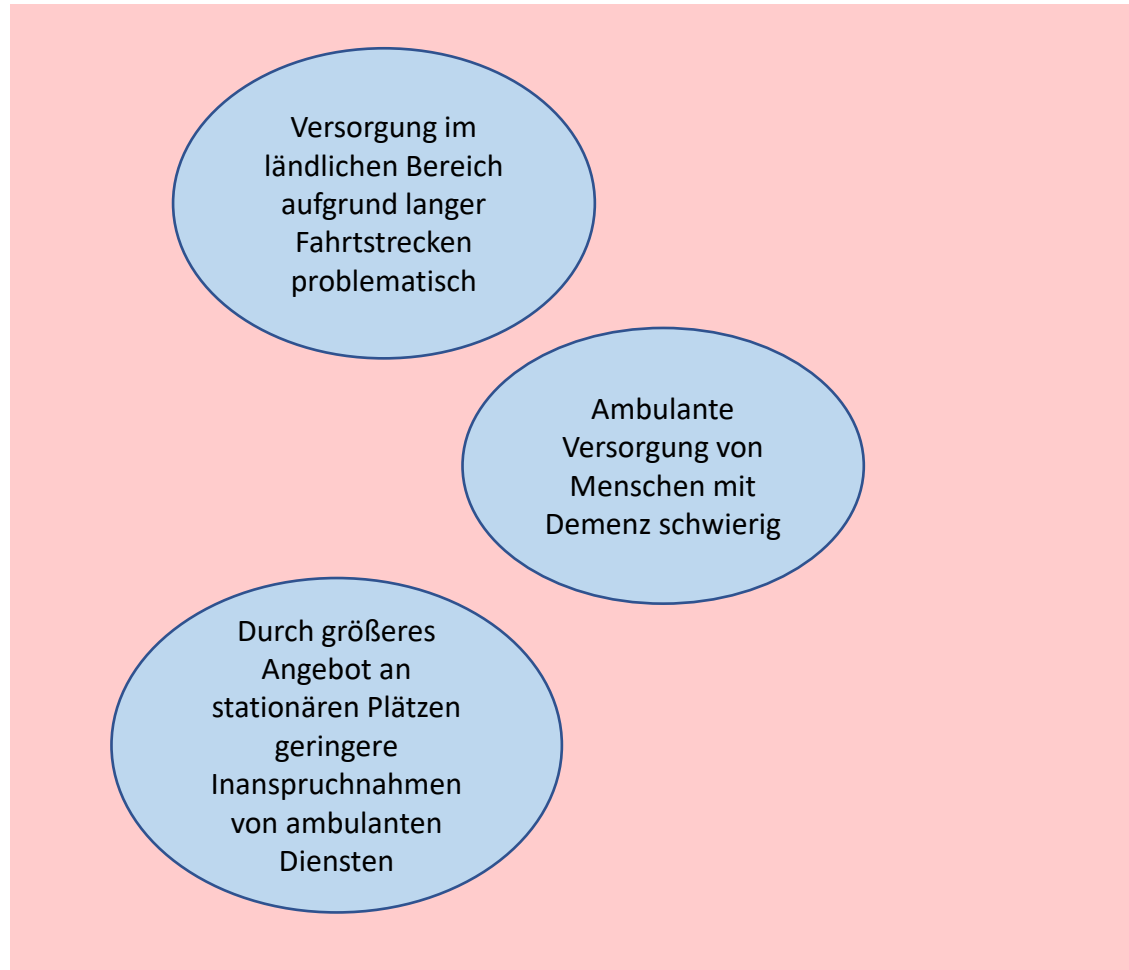 Versorgung im
ländlichen Bereich
aufgrund langer
Fahrtstrecken
problematisch
Ambulante
Versorgung von
Menschen mit
Demenz schwierig
Durch größeres
Angebot an
stationären Plätzen
geringere
Inanspruchnahmen
von ambulanten
Diensten